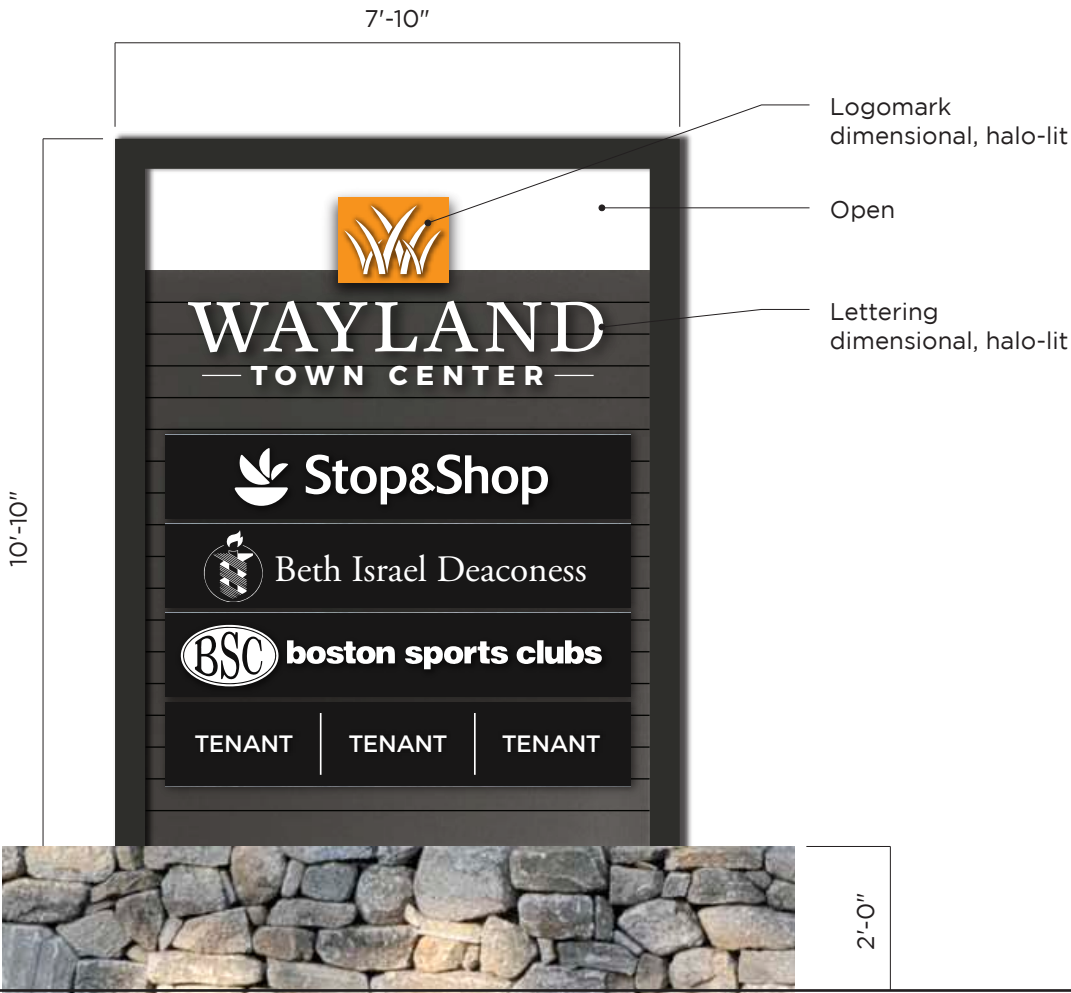 7'-10"
Logomark
dimensional, halo-lit
Open
Lettering
dimensional, halo-lit
WAYLAND
TOWN CENTER
Stop&Shop
10'-10"
Beth Israel Deaconess
BSC boston sports clubs
TENANT TENANT TENANT
2'-0"